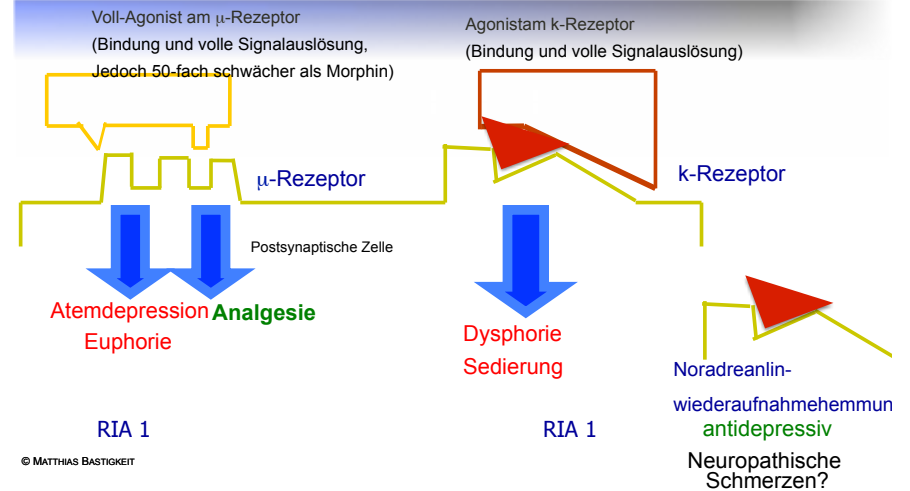 Voll-Agonist am μ-Rezeptor
(Bindung und volle Signalauslösung,
Jedoch 50-fach schwächer als Morphin)
Agonistam k-Rezeptor
(Bindung und volle Signalauslösung)
μ-Rezeptor
k-Rezeptor
Postsynaptische Zelle
Atemdepression
Euphorie
Analgesie
Dysphorie
Sedierung
Noradreanlin-
wiederaufnahmehemmun
antidepressiv
Neuropathische
Schmerzen?
RIA 1
RIA 1
© MATTHIAS BASTIGKEIT